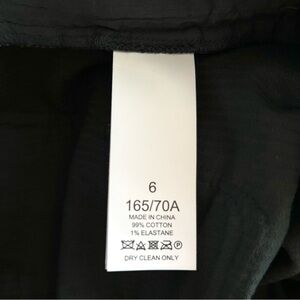 6
165/70A
MADE IN CHINA
99% COTTON
1% ELASTANE
DRY CLEAN ONLY